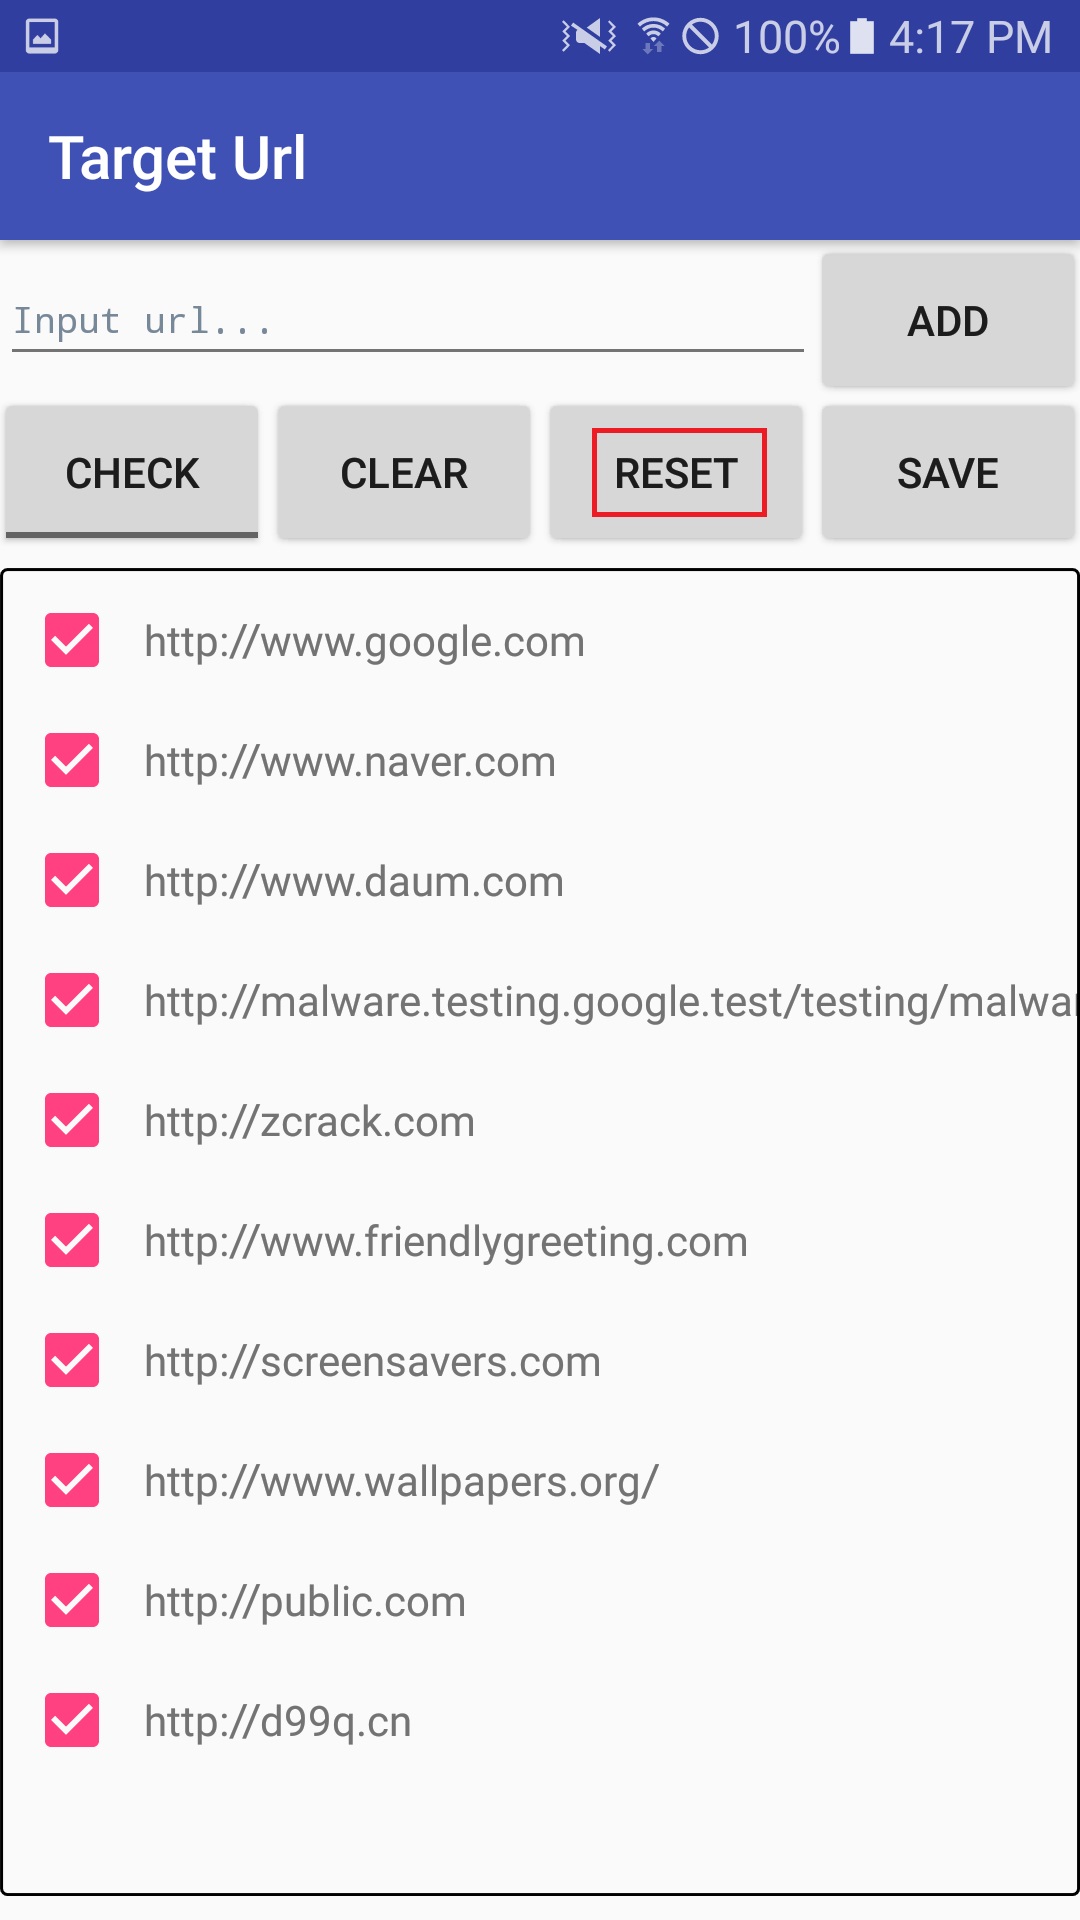 100% 4:17 PM
Target Url
Input url...
ADD
CHECK CLEAR RESET SAVE
http://www.google.com
http://www.naver.com
http://www.daum.com
http://malware.testing.google.test/testing/malwar
http://zcrack.com
http://www.friendlygreeting.com
http://screensavers.com
http://www.wallpapers.org/
http://public.com
http://d99q.cn